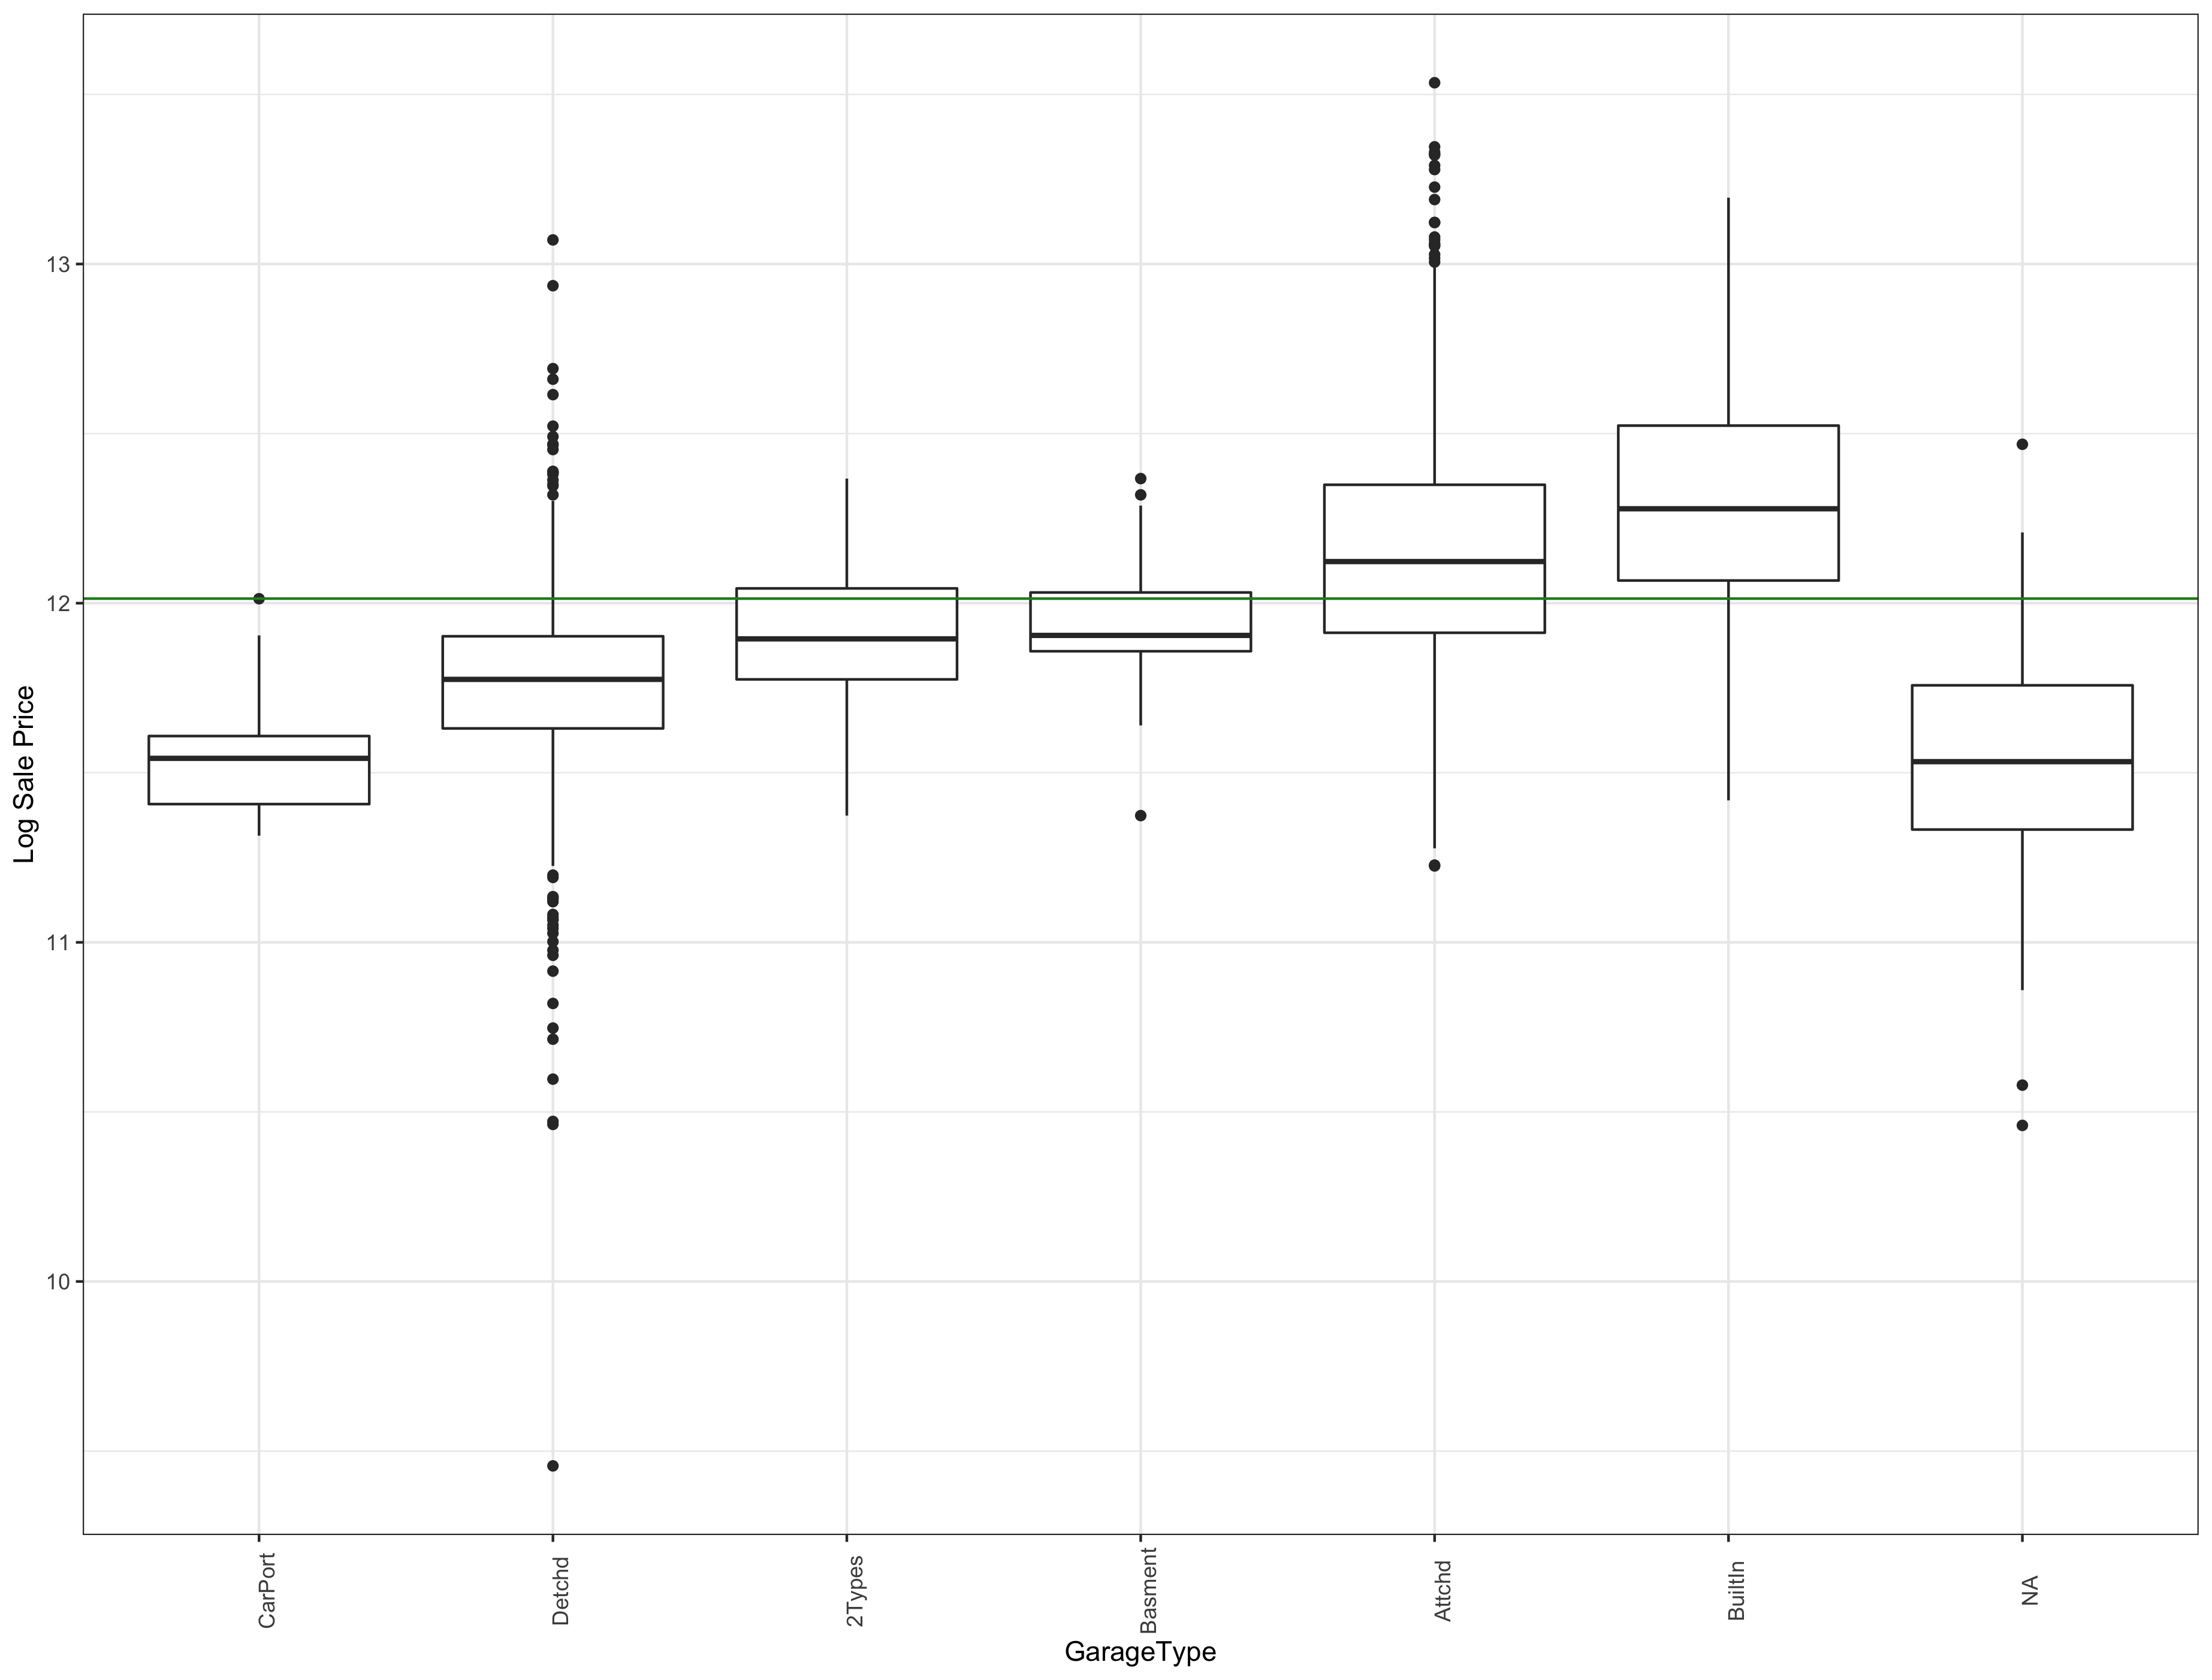 Log Sale Price
13
12
11
10
CarPort
Detchd
2Types
Basment
Attchd
BuiltIn
NA
GarageType